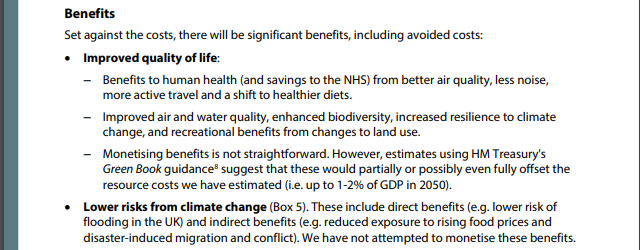 Benefits
Set against the costs, there will be significant benefits, including avoided costs:
• Improved quality of life:
– Benefits to human health (and savings to the NHS) from better air quality, less noise,
more active travel and a shift to healthier diets.
– Improved air and water quality, enhanced biodiversity, increased resilience to climate
change, and recreational benefits from changes to land use.
– Monetising benefits is not straightforward. However, estimates using HM Treasury's
Green Book guidance⁸ suggest that these would partially or possibly even fully offset the
resource costs we have estimated (i.e. up to 1-2% of GDP in 2050).
• Lower risks from climate change (Box 5). These include direct benefits (e.g. lower risk of
flooding in the UK) and indirect benefits (e.g. reduced exposure to rising food prices and
disaster-induced migration and conflict). We have not attempted to monetise these benefits.